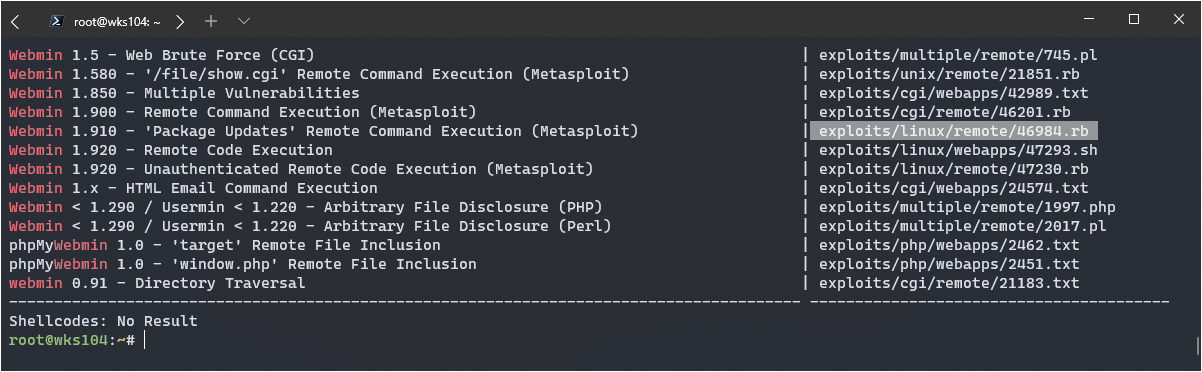 root@wks104: ~
Webmin 1.5 - Web Brute Force (CGI) | exploits/multiple/remote/745.pl
Webmin 1.580 - '/file/show.cgi' Remote Command Execution (Metasploit) | exploits/unix/remote/21851.rb
Webmin 1.850 - Multiple Vulnerabilities | exploits/cgi/webapps/42989.txt
Webmin 1.900 - Remote Command Execution (Metasploit) | exploits/cgi/remote/46201.rb
Webmin 1.910 - 'Package Updates' Remote Command Execution (Metasploit) | exploits/linux/remote/46984.rb
Webmin 1.920 - Remote Code Execution | exploits/linux/webapps/47293.sh
Webmin 1.920 - Unauthenticated Remote Code Execution (Metasploit) | exploits/linux/remote/47230.rb
Webmin 1.x - HTML Email Command Execution | exploits/cgi/webapps/24574.txt
Webmin < 1.290 / Usermin < 1.220 - Arbitrary File Disclosure (PHP) | exploits/multiple/remote/1997.php
Webmin < 1.290 / Usermin < 1.220 - Arbitrary File Disclosure (Perl) | exploits/multiple/remote/2017.pl
phpMyWebmin 1.0 - 'target' Remote File Inclusion | exploits/php/webapps/2462.txt
phpMyWebmin 1.0 - 'window.php' Remote File Inclusion | exploits/php/webapps/2451.txt
webmin 0.91 - Directory Traversal | exploits/cgi/remote/21183.txt
---------------------------------------------------------------------------------------- ----------------------------------------
Shellcodes: No Result
root@wks104:~#